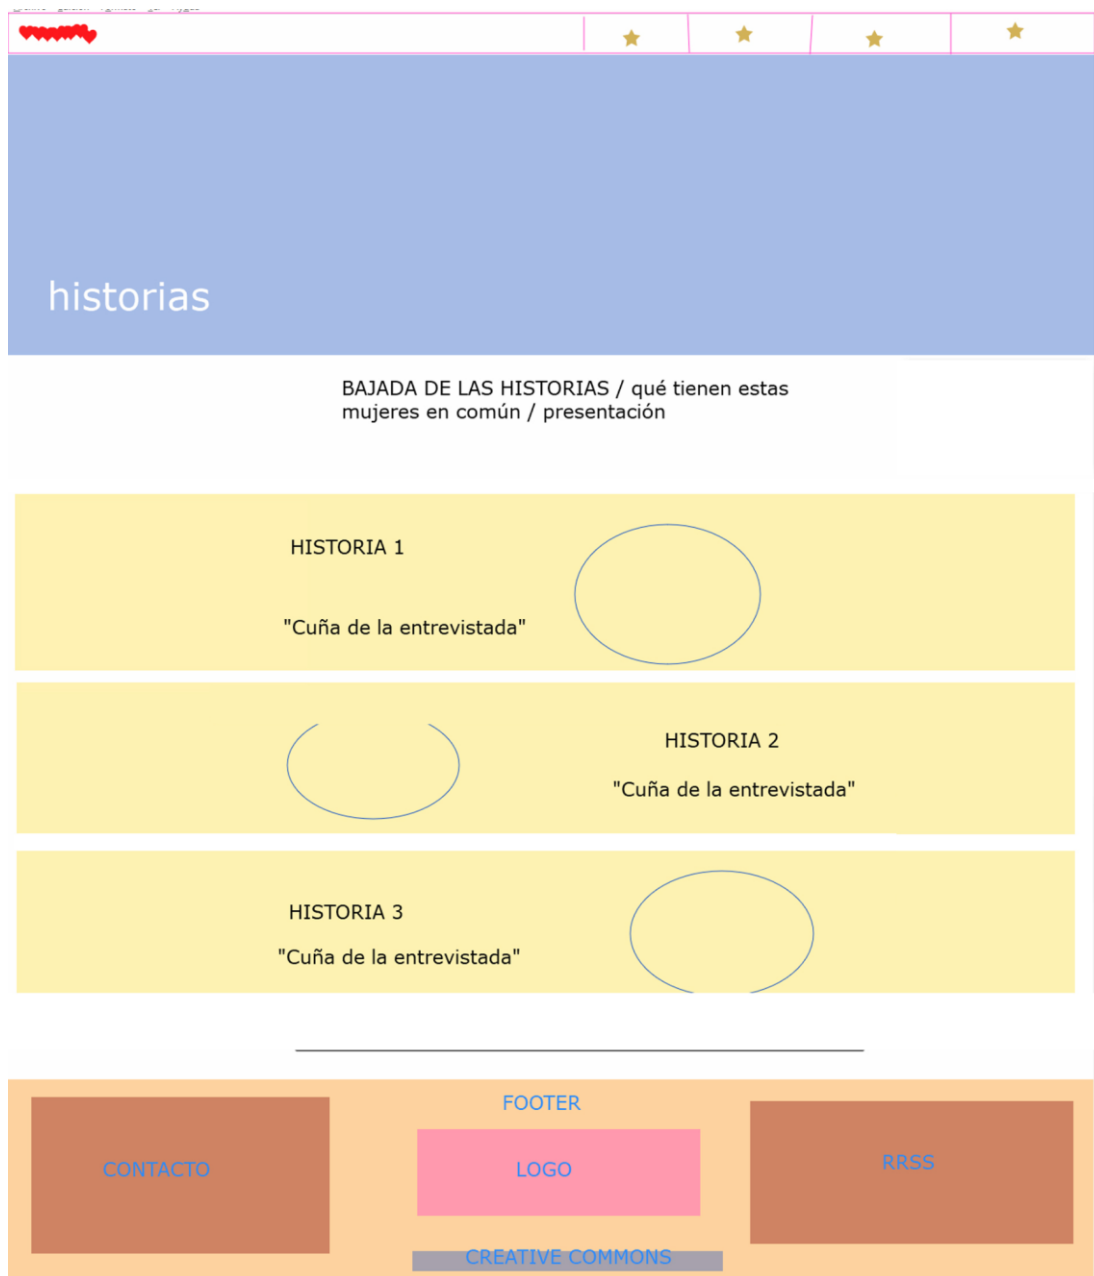 historias
BAJADA DE LAS HISTORIAS / qué tienen estas
mujeres en común / presentación
HISTORIA 1
"Cuña de la entrevistada"
HISTORIA 2
"Cuña de la entrevistada"
HISTORIA 3
"Cuña de la entrevistada"
FOOTER
CONTACTO
LOGO
RRSS
CREATIVE COMMONS